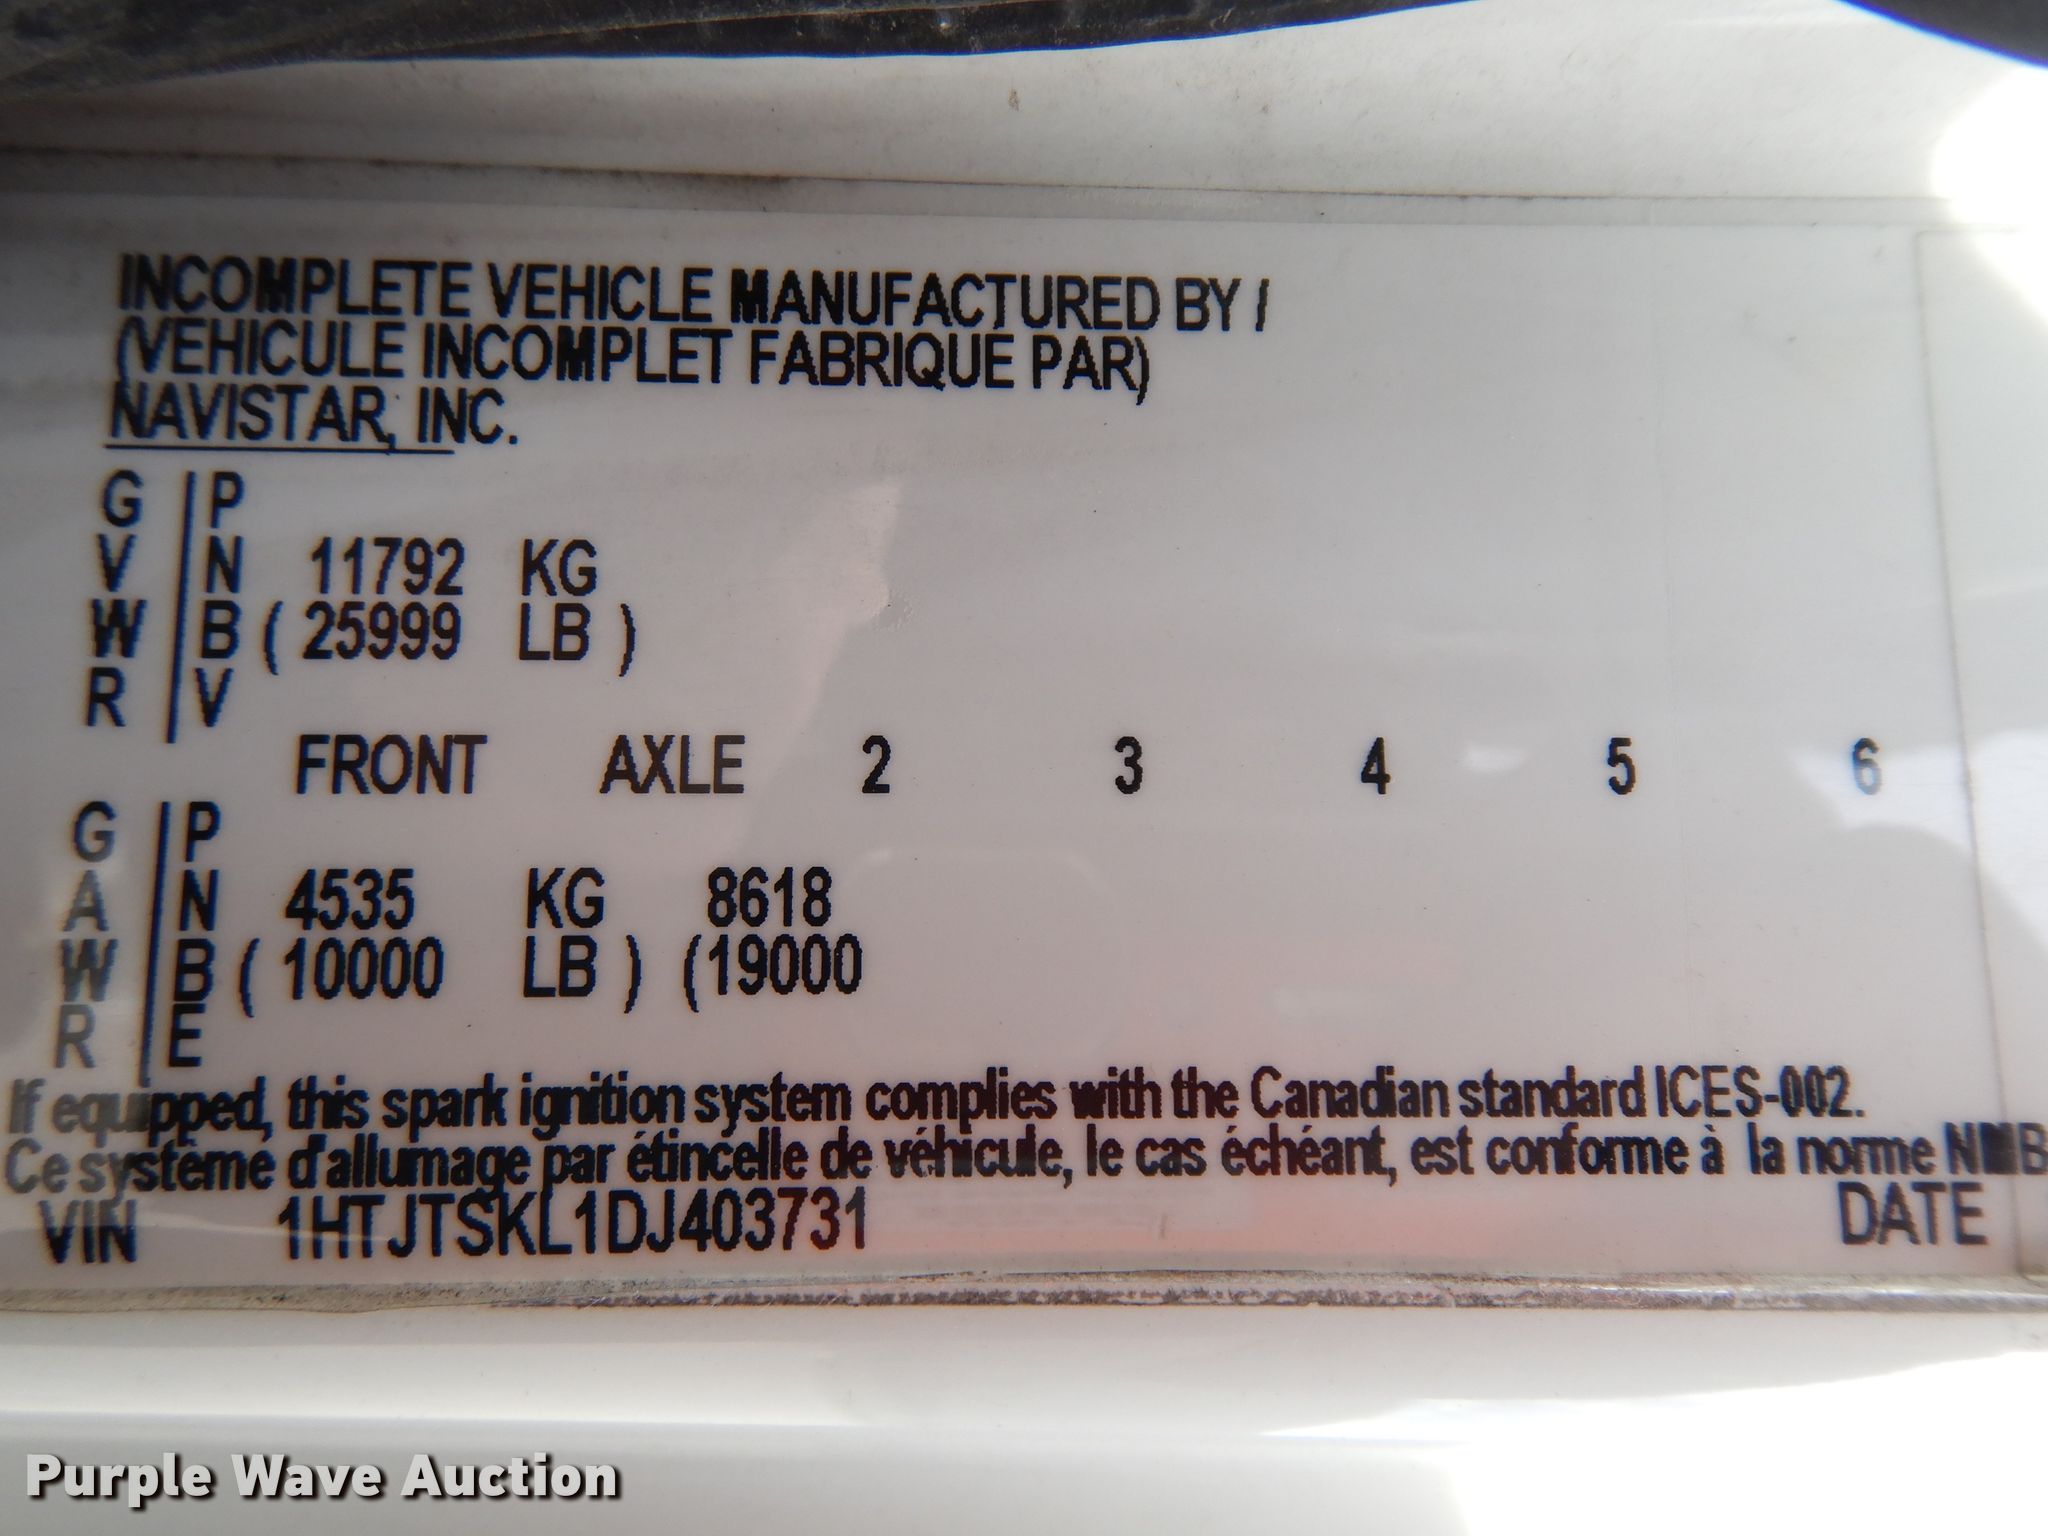 INCOMPLETE VEHICLE MANUFACTURED BY /
(VEHICULE INCOMPLET FABRIQUE PAR)
NAVISTAR, INC.
G | P
V | N 11792 KG
W | B ( 25999 LB )
R | V
FRONT AXLE 2 3 4 5 6
G | P
A | N 4535 KG 8618
W | B ( 10000 LB ) (19000
R | E
If equipped, this spark ignition system complies with the Canadian standard ICES-002.
Ce système d'allumage par étincelle de véhicule, le cas échéant, est conforme à la norme NMB
VIN 1HTJTSKL1DJ403731 DATE
Purple Wave Auction